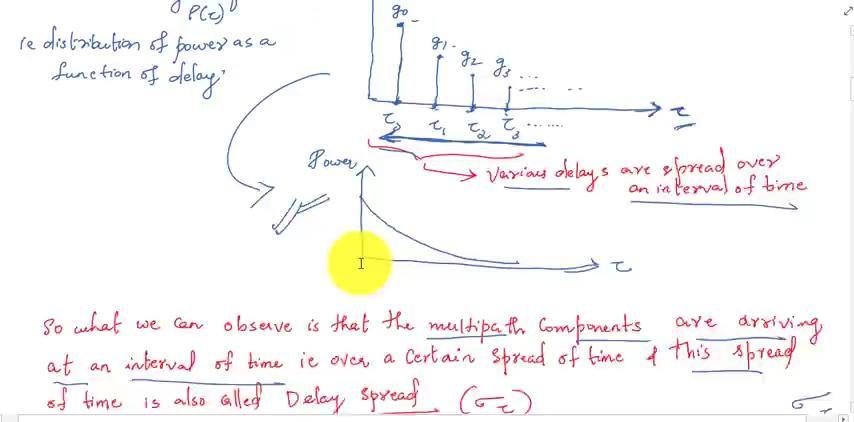 P(τ)
ie distribution of power as a
function of delay.
g0
g1
g2
g3 ....
τ0 τ1 τ2 τ3 ......
τ
Various delays are spread over
an interval of time
Power
τ
So what we can observe is that the multipath Components are arriving
at an interval of time ie over a Certain Spread of time & this spread
of time is also called Delay spread (στ)
στ